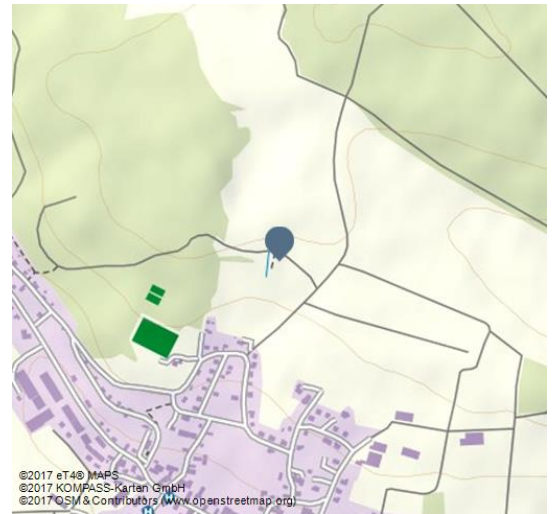 ©2017 eT4® MAPS
©2017 KOMPASS-Karten GmbH
©2017 OSM & Contributors (www.openstreetmap.org)
H
H